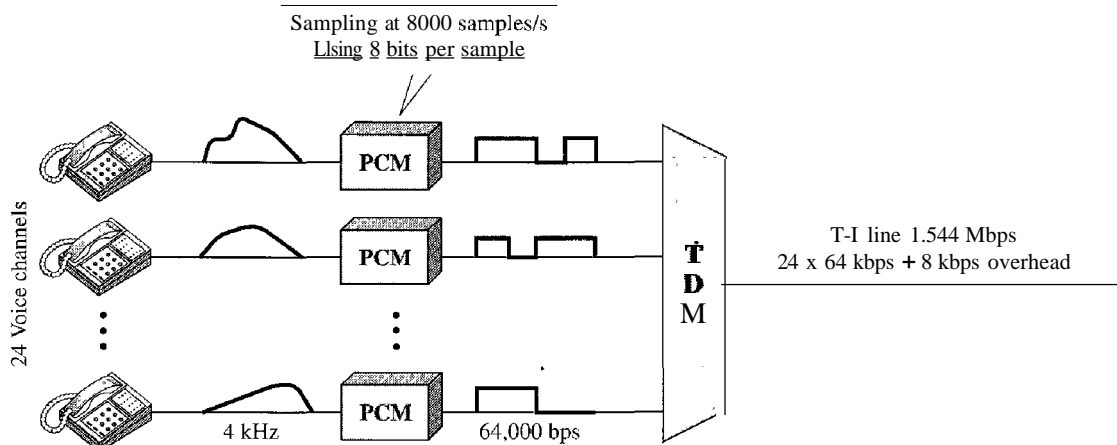 Sampling at 8000 samples/s
Llsing 8 bits per sample
24 Voice channels
PCM
PCM
T
D
M
T-I line 1.544 Mbps
24 x 64 kbps + 8 kbps overhead
PCM
4 kHz
64,000 bps